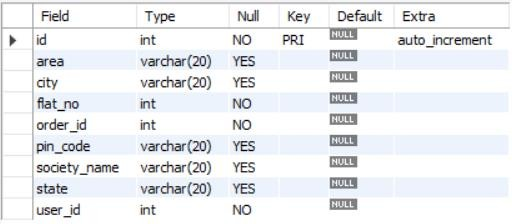 Field Type Null Key Default Extra
id int NO PRI NULL auto_increment
area varchar(20) YES NULL
city varchar(20) YES NULL
flat_no int NO NULL
order_id int NO NULL
pin_code varchar(20) YES NULL
society_name varchar(20) YES NULL
state varchar(20) YES NULL
user_id int NO NULL